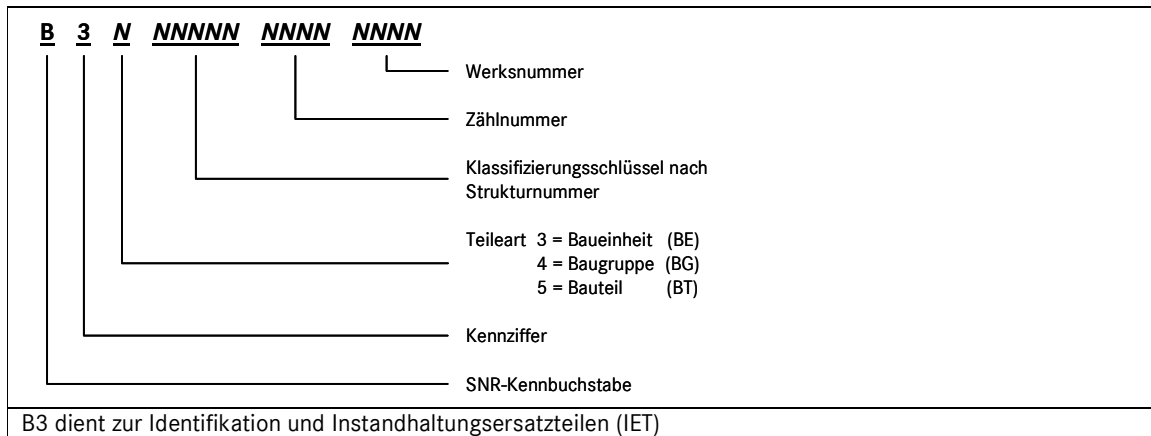 B 3 N NNNNN NNNN NNNN
Werksnummer
Zählnummer
Klassifizierungsschlüssel nach
Strukturnummer
Teileart 3 = Baueinheit (BE)
4 = Baugruppe (BG)
5 = Bauteil (BT)
Kennziffer
SNR-Kennbuchstabe
B3 dient zur Identifikation und Instandhaltungsersatzteilen (IET)